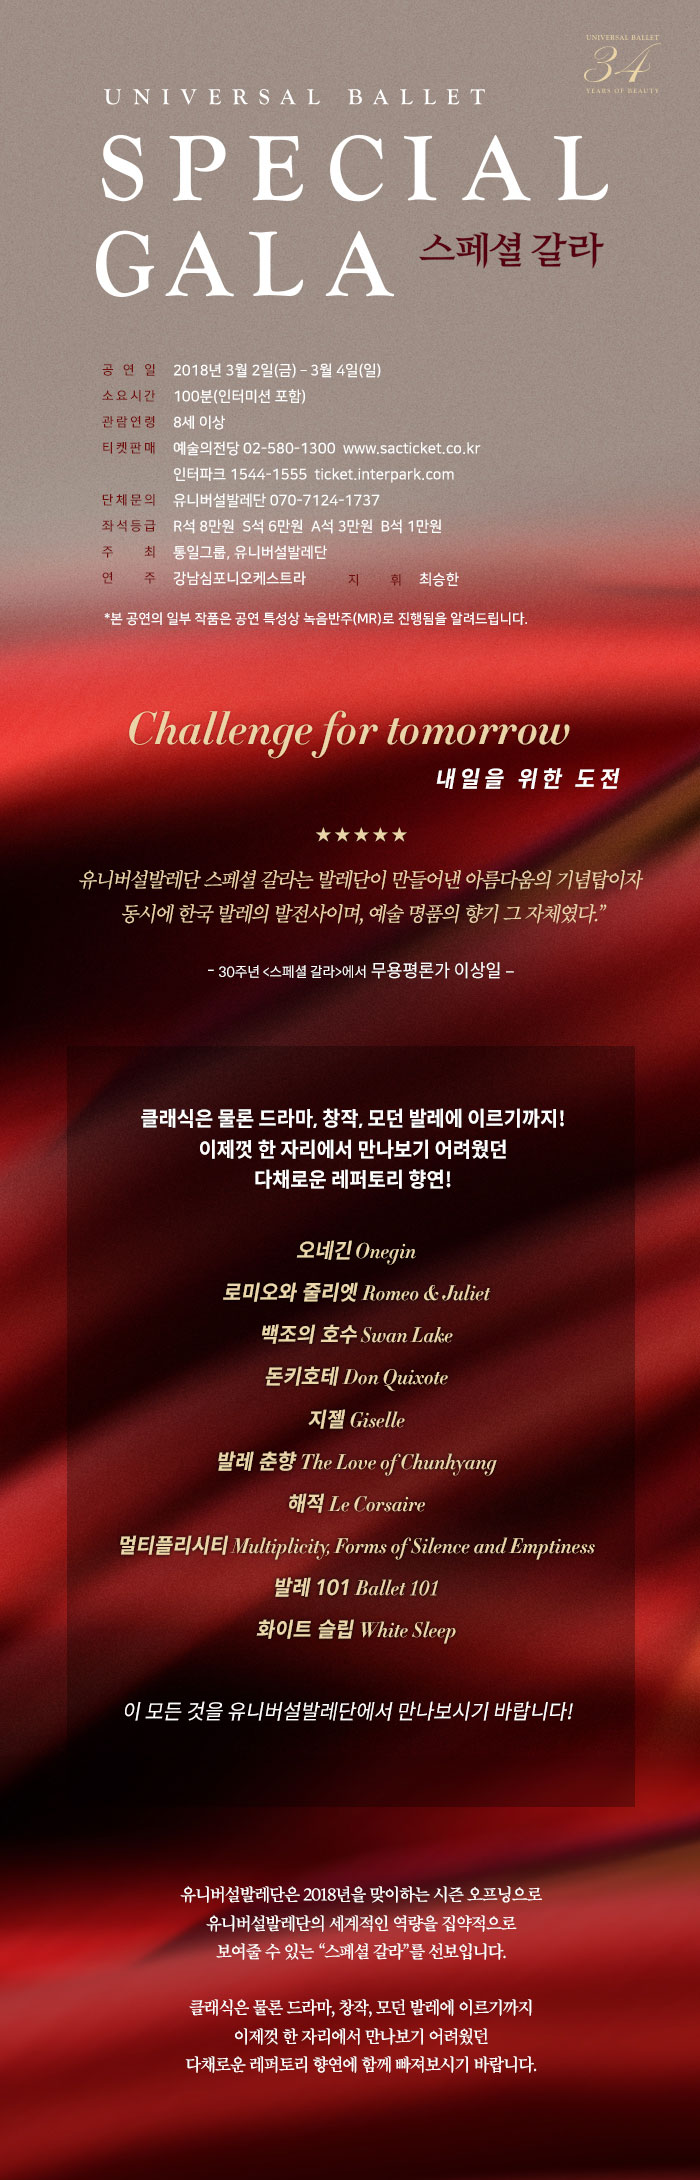 UNIVERSAL BALLET
34
YEARS OF BEAUTY
UNIVERSAL BALLET
SPECIAL
GALA 스페셜 갈라
공 연 일 2018년 3월 2일(금) – 3월 4일(일)
소요시간 100분(인터미션 포함)
관람연령 8세 이상
티켓판매 예술의전당 02-580-1300 www.sacticket.co.kr
인터파크 1544-1555 ticket.interpark.com
단체문의 유니버설발레단 070-7124-1737
좌석등급 R석 8만원 S석 6만원 A석 3만원 B석 1만원
주 최 통일그룹, 유니버설발레단
연 주 강남심포니오케스트라 지 휘 최승한
*본 공연의 일부 작품은 공연 특성상 녹음반주(MR)로 진행됨을 알려드립니다.
Challenge for tomorrow
내일을 위한 도전
★★★★★
유니버설발레단 스페셜 갈라는 발레단이 만들어낸 아름다움의 기념탑이자
동시에 한국 발레의 발전사이며, 예술 명품의 향기 그 자체였다.”
- 30주년 <스페셜 갈라>에서 무용평론가 이상일 –
클래식은 물론 드라마, 창작, 모던 발레에 이르기까지!
이제껏 한 자리에서 만나보기 어려웠던
다채로운 레퍼토리 향연!
오네긴 Onegin
로미오와 줄리엣 Romeo & Juliet
백조의 호수 Swan Lake
돈키호테 Don Quixote
지젤 Giselle
발레 춘향 The Love of Chunhyang
해적 Le Corsaire
멀티플리시티 Multiplicity, Forms of Silence and Emptiness
발레 101 Ballet 101
화이트 슬립 White Sleep
이 모든 것을 유니버설발레단에서 만나보시기 바랍니다!
유니버설발레단은 2018년을 맞이하는 시즌 오프닝으로
유니버설발레단의 세계적인 역량을 집약적으로
보여줄 수 있는 “스페셜 갈라”를 선보입니다.
클래식은 물론 드라마, 창작, 모던 발레에 이르기까지
이제껏 한 자리에서 만나보기 어려웠던
다채로운 레퍼토리 향연에 함께 빠져보시기 바랍니다.